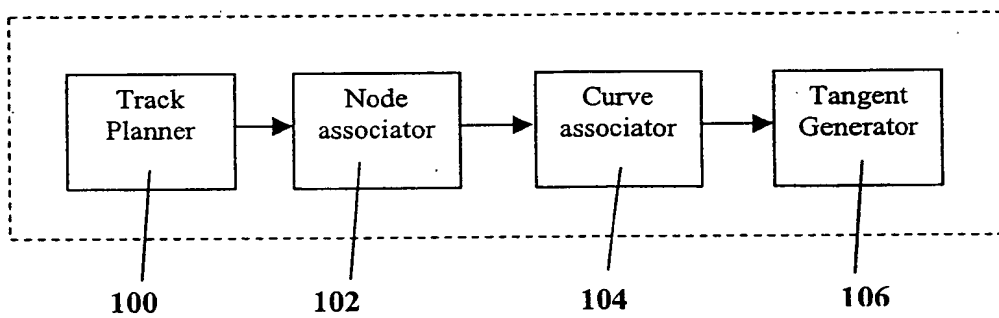 Track
Planner
Node
associator
Curve
associator
Tangent
Generator
100
102
104
106